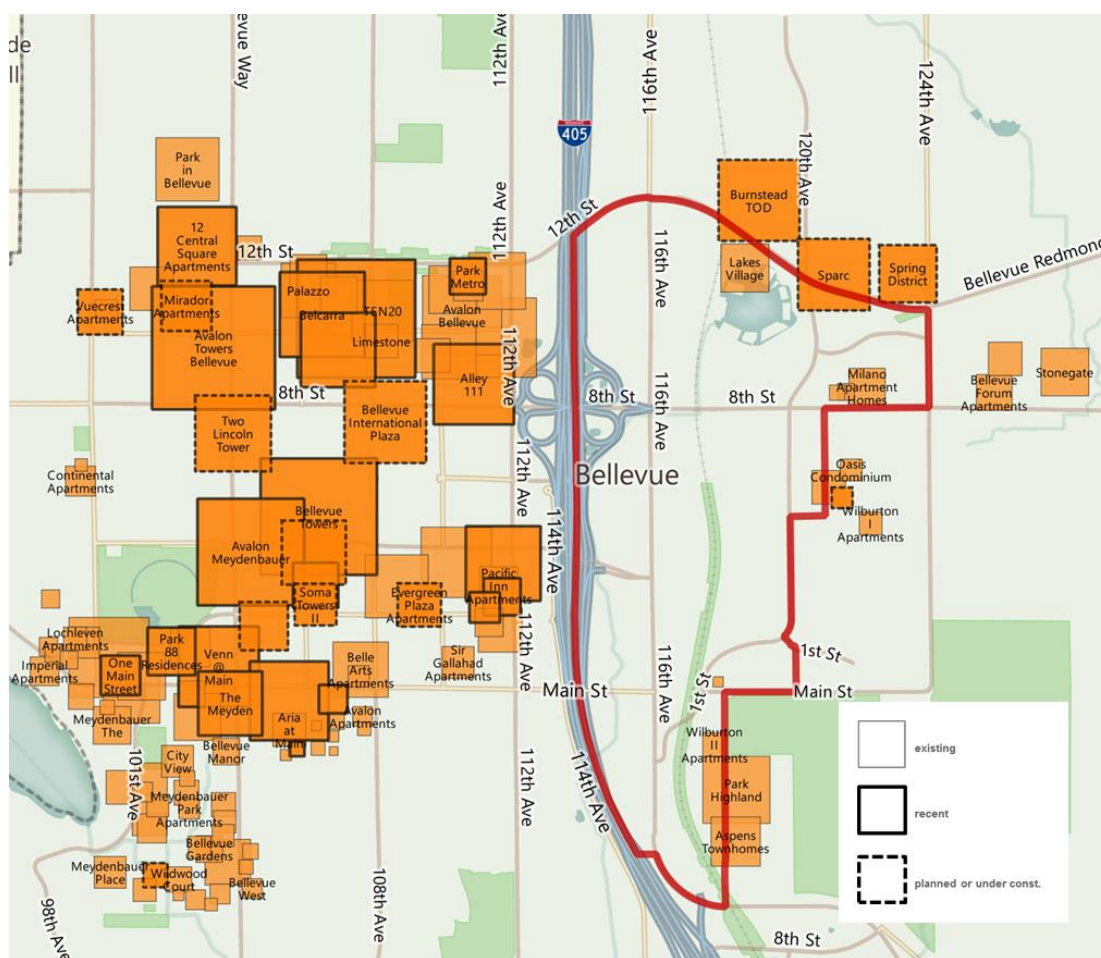 de
ll
evue Way
112th Ave
116th Ave
124th Ave
INTERSTATE
405
120th Ave
Park
in
Bellevue
Burnstead
TOD
12
Central
Square
Apartments
12th St
112th Ave
12th St
116th Ave
Lakes
Village
Sparc
Spring
District
Bellevue Redmond
Park
Metro
Palazzo
Vuecrest
Apartments
Mirador
Apartments
Belcarra
TEN20
Avalon
Bellevue
Avalon
Towers
Bellevue
Limestone
112th Ave
Alley
111
Milano
Apartment
Homes
Bellevue
Forum
Apartments
Stonegate
8th St
8th St
116th Ave
8th St
8th St
Two
Lincoln
Tower
Bellevue
International
Plaza
112th Ave
Bellevue
Continental
Apartments
Oasis
Condominium
Wilburton
I
Apartments
Bellevue
Towers
114th Ave
Avalon
Meydenbauer
Soma
Towers
II
Evergreen
Plaza
Apartments
Pacific
Inn
Apartments
112th Ave
Lochleven
Apartments
Imperial
Apartments
One
Main
Street
Park
88
Residences
Venn
@
Main
The
Meyden
Belle
Arts
Apartments
Sir
Gallahad
Apartments
116th Ave
1st St
1st St
Main St
Main St
Meydenbauer
The
Aria
at
Main
Avalon
Apartments
Bellevue
Manor
City
View
101st Ave
112th Ave
114th Ave
Wilburton
II
Apartments
Park
Highland
Aspens
Townhomes
Meydenbauer
Park
Apartments
Bellevue
Gardens
Meydenbauer
Place
Wildwood
Court
Bellevue
West
98th Ave
108th Ave
8th St
existing
recent
planned or under const.